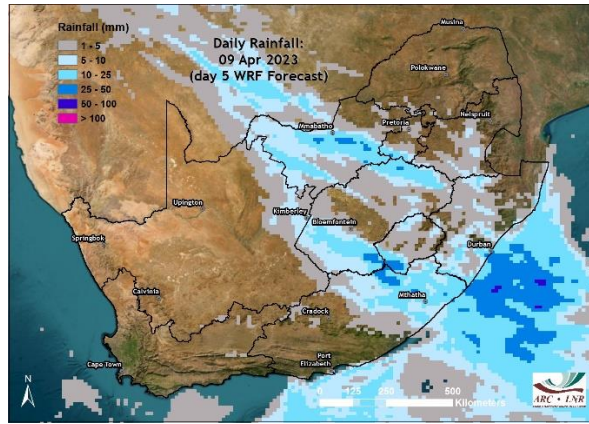 Rainfall (mm)
1 - 5
5 - 10
10 - 25
25 - 50
50 - 100
> 100
Daily Rainfall:
09 Apr 2023
(day 5 WRF Forecast)
Musina
Polokwane
Nelspruit
Pretoria
Mmabatho
Upington
Kimberley
Bloemfontein
Springbok
Durban
Calvinia
Mthatha
Cradock
Cape Town
Port
Elizabeth
N
0 125 250 500
Kilometers
ARC • LNR